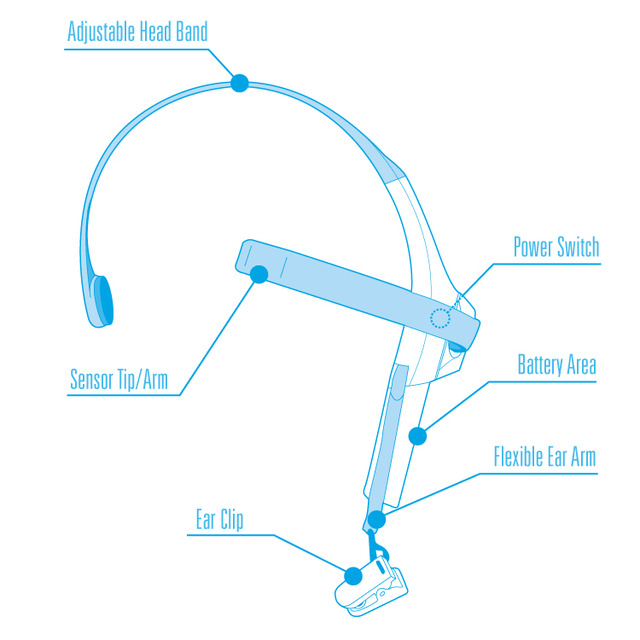 Adjustable Head Band
Power Switch
Battery Area
Sensor Tip/Arm
Flexible Ear Arm
Ear Clip